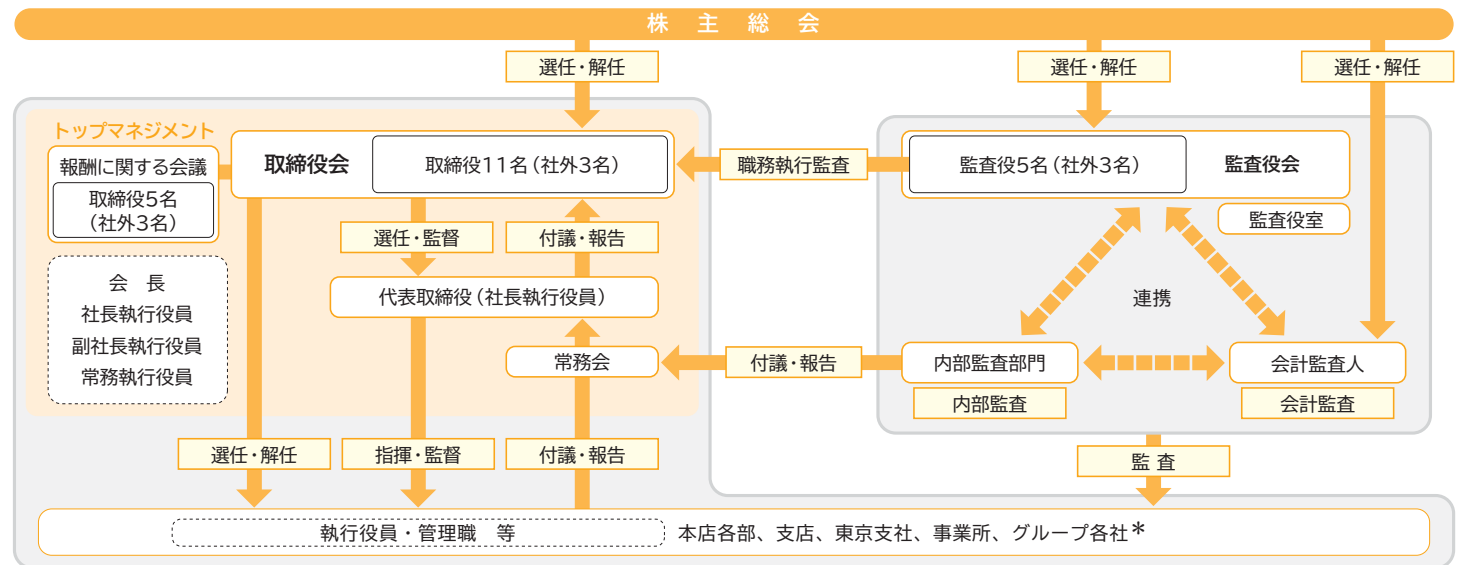 株主総会
選任・解任
選任・解任
選任・解任
トップマネジメント
報酬に関する会議
取締役5名
（社外3名）
取締役会
取締役11名（社外3名）
職務執行監査
監査役5名（社外3名）
監査役会
監査役室
選任・監督
付議・報告
会　長
社長執行役員
副社長執行役員
常務執行役員
代表取締役（社長執行役員）
連携
常務会
付議・報告
内部監査部門
会計監査人
内部監査
会計監査
選任・解任
指揮・監督
付議・報告
監 査
執行役員・管理職　等
本店各部、支店、東京支社、事業所、グループ各社＊